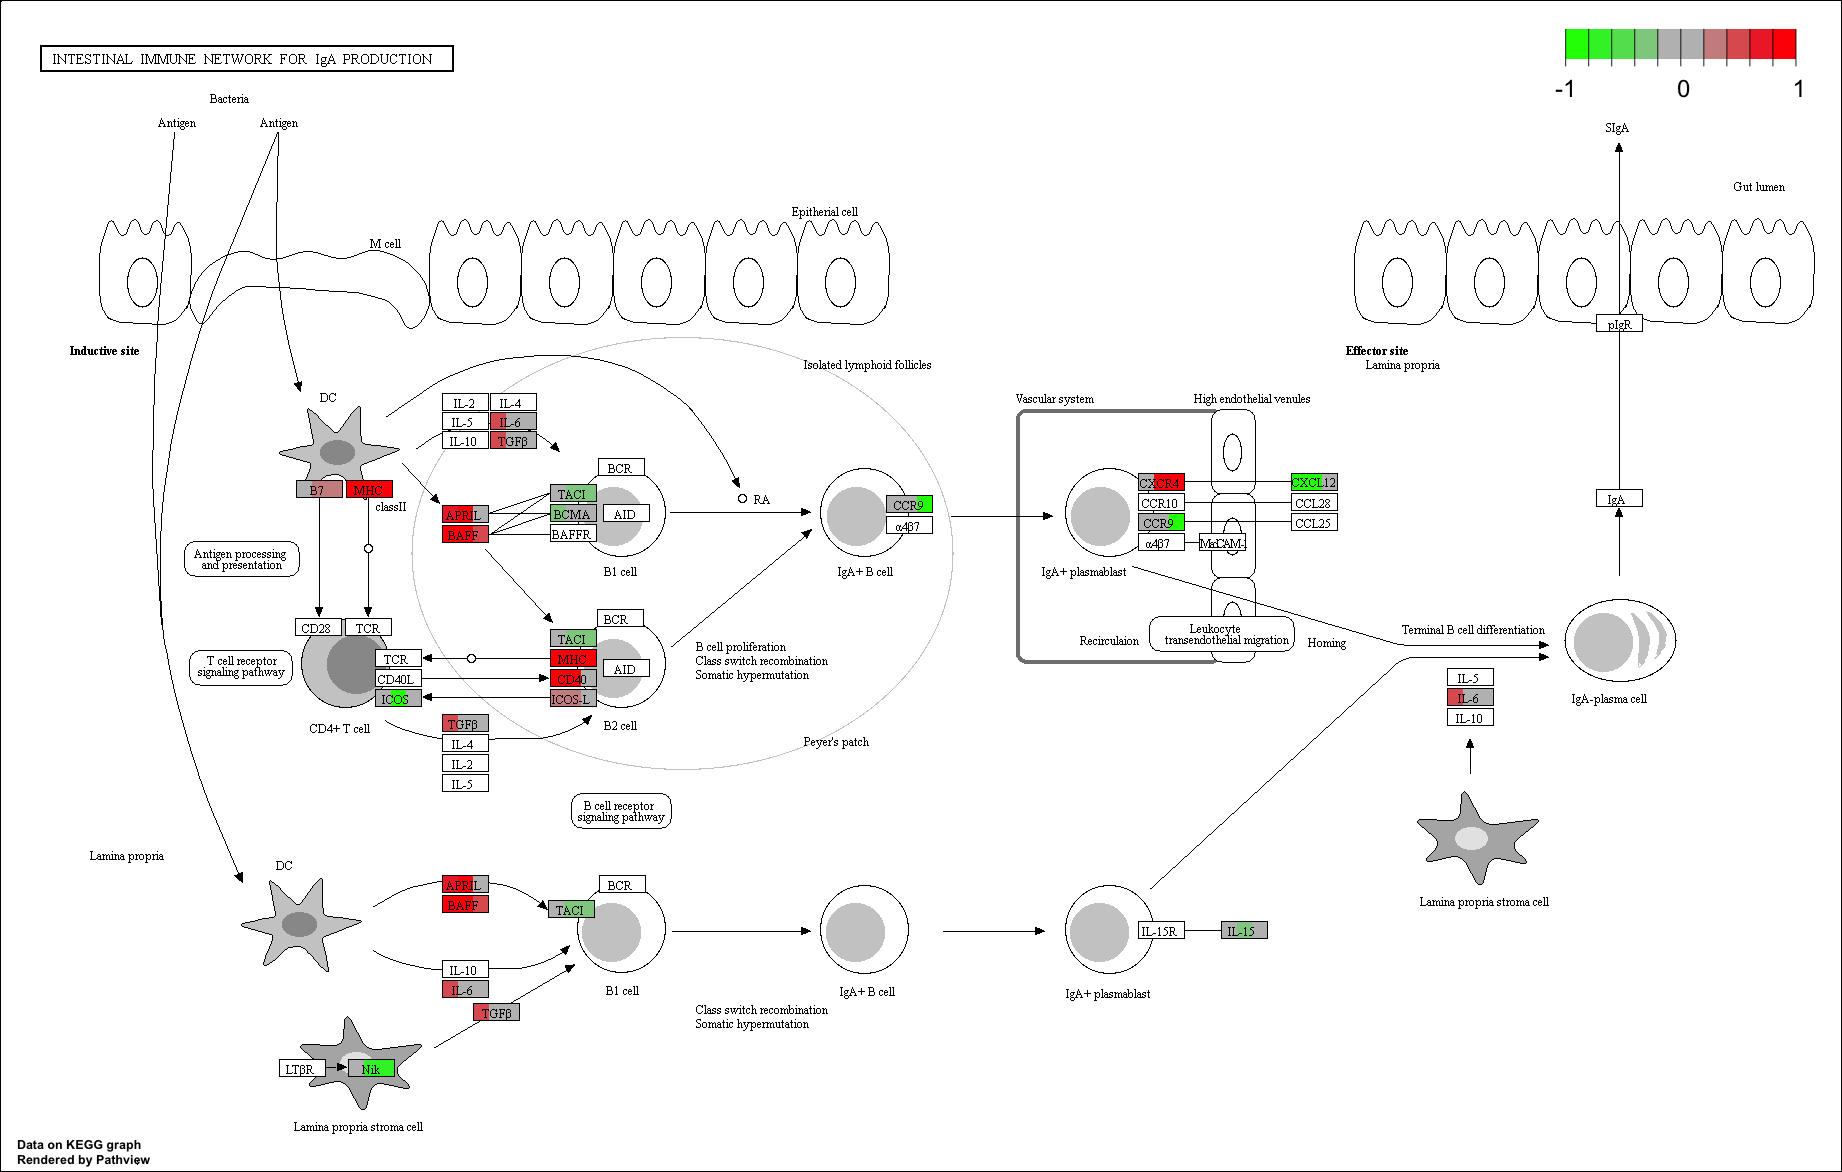 INTESTINAL IMMUNE NETWORK FOR IgA PRODUCTION
-1 0 1
Bacteria
Antigen
Antigen
SIgA
Gut lumen
Epitherial cell
M cell
pIgR
Inductive site
Effector site
Lamina propria
Isolated lymphoid follicles
DC
IL-2
IL-4
IL-5
IL-6
IL-10
TGFβ
B7
MHC
classII
APRIL
BAFF
TACI
BCMA
BAFFR
BCR
AID
B1 cell
RA
CCR9
α4β7
IgA+ B cell
Vascular system
High endothelial venules
CXCR4
CXCL12
CCR10
CCL28
CCR9
CCL25
α4β7
IgA+ plasmablast
IgA
Antigen processing
and presentation
CD28
TCR
T cell receptor
signaling pathway
TCR
CD40L
ICOS
CD4+ T cell
TACI
MHC
CD40
ICOS-L
BCR
AID
B2 cell
TGFβ
IL-4
IL-2
IL-5
B cell proliferation
Class switch recombination
Somatic hypermutation
Peyer's patch
Recirculaion
Leukocyte
transendothelial migration
Homing
Terminal B cell differentiation
IL-5
IL-6
IL-10
IgA-plasma cell
B cell receptor
signaling pathway
Lamina propria stroma cell
Lamina propria
DC
APRIL
BAFF
TACI
BCR
B1 cell
IL-10
IL-6
TGFβ
IgA+ B cell
IL-15R
IL-15
IgA+ plasmablast
Class switch recombination
Somatic hypermutation
LTβR
Nik
Lamina propria stroma cell
Data on KEGG graph
Rendered by Pathview